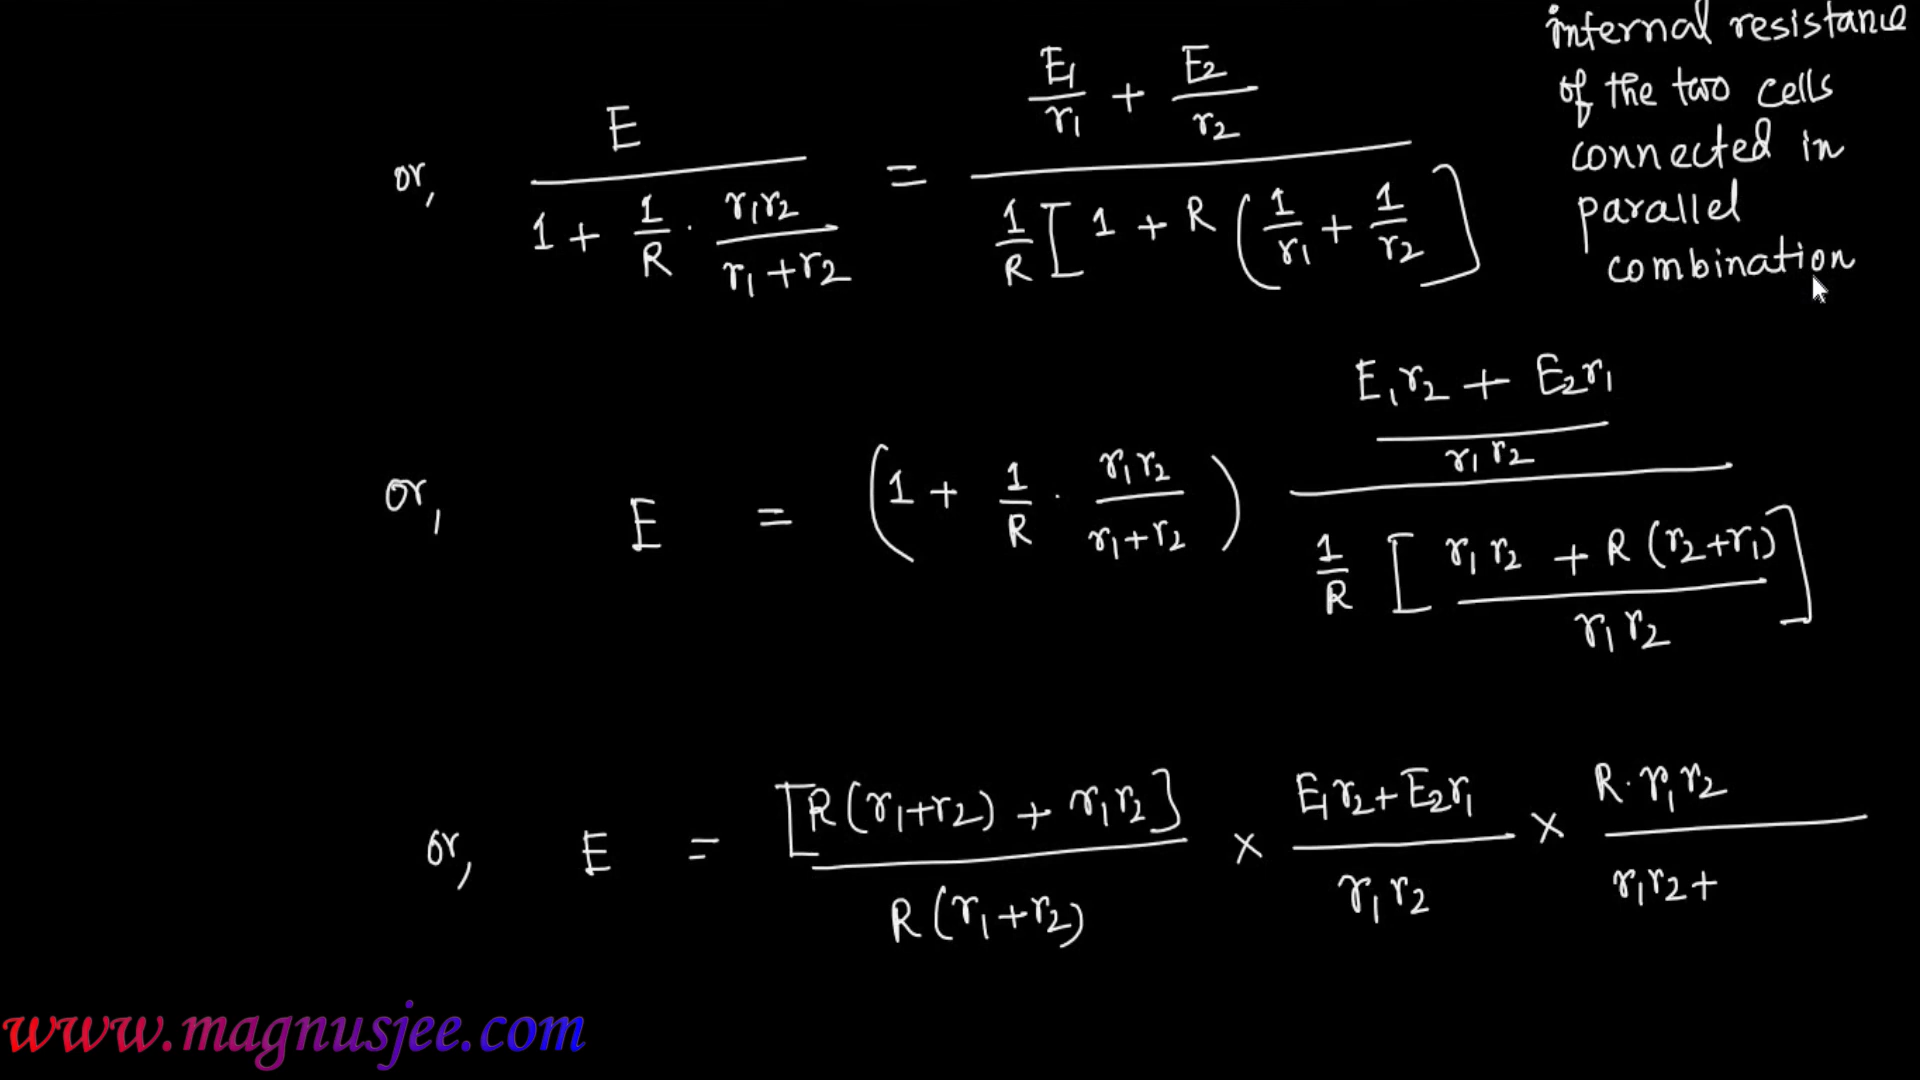 internal resistance
of the two cells
connected in
parallel
combination
or, E / (1 + 1/R · r₁r₂/(r₁+r₂)) = (E₁/r₁ + E₂/r₂) / (1/R [1 + R (1/r₁ + 1/r₂)])
or, E = (1 + 1/R · r₁r₂/(r₁+r₂)) ((E₁r₂ + E₂r₁)/(r₁r₂)) / (1/R [(r₁r₂ + R(r₂+r₁))/(r₁r₂)])
or, E = [R(r₁+r₂) + r₁r₂] / R(r₁+r₂) × (E₁r₂+E₂r₁)/(r₁r₂) × R·r₁r₂/(r₁r₂+
www.magnusjee.com